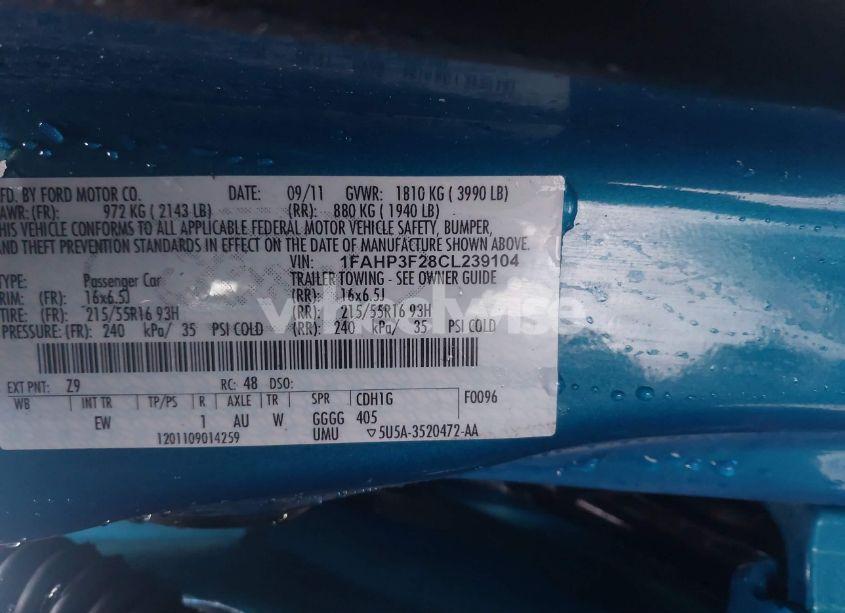 MFD. BY FORD MOTOR CO. DATE: 09/11 GVWR: 1810 KG ( 3990 LB)
AWR: (FR): 972 KG ( 2143 LB) (RR): 880 KG ( 1940 LB)
THIS VEHICLE CONFORMS TO ALL APPLICABLE FEDERAL MOTOR VEHICLE SAFETY, BUMPER,
AND THEFT PREVENTION STANDARDS IN EFFECT ON THE DATE OF MANUFACTURE SHOWN ABOVE.
VIN: 1FAHP3F28CL239104
TYPE: Passenger Car TRAILER TOWING - SEE OWNER GUIDE
RIM: (FR): 16x6.5J (RR): 16x6.5J
TIRE: (FR): 215/55R16 93H (RR): 215/55R16 93H
PRESSURE: (FR): 240 kPa/ 35 PSI COLD (RR): 240 kPa/ 35 PSI COLD
EXT PNT: Z9 RC: 48 DSO:
WB INT TR TP/PS R AXLE TR SPR CDH1G F0096
EW 1 AU W GGGG 405
1201109014259 UMU ▽5U5A-3520472-AA